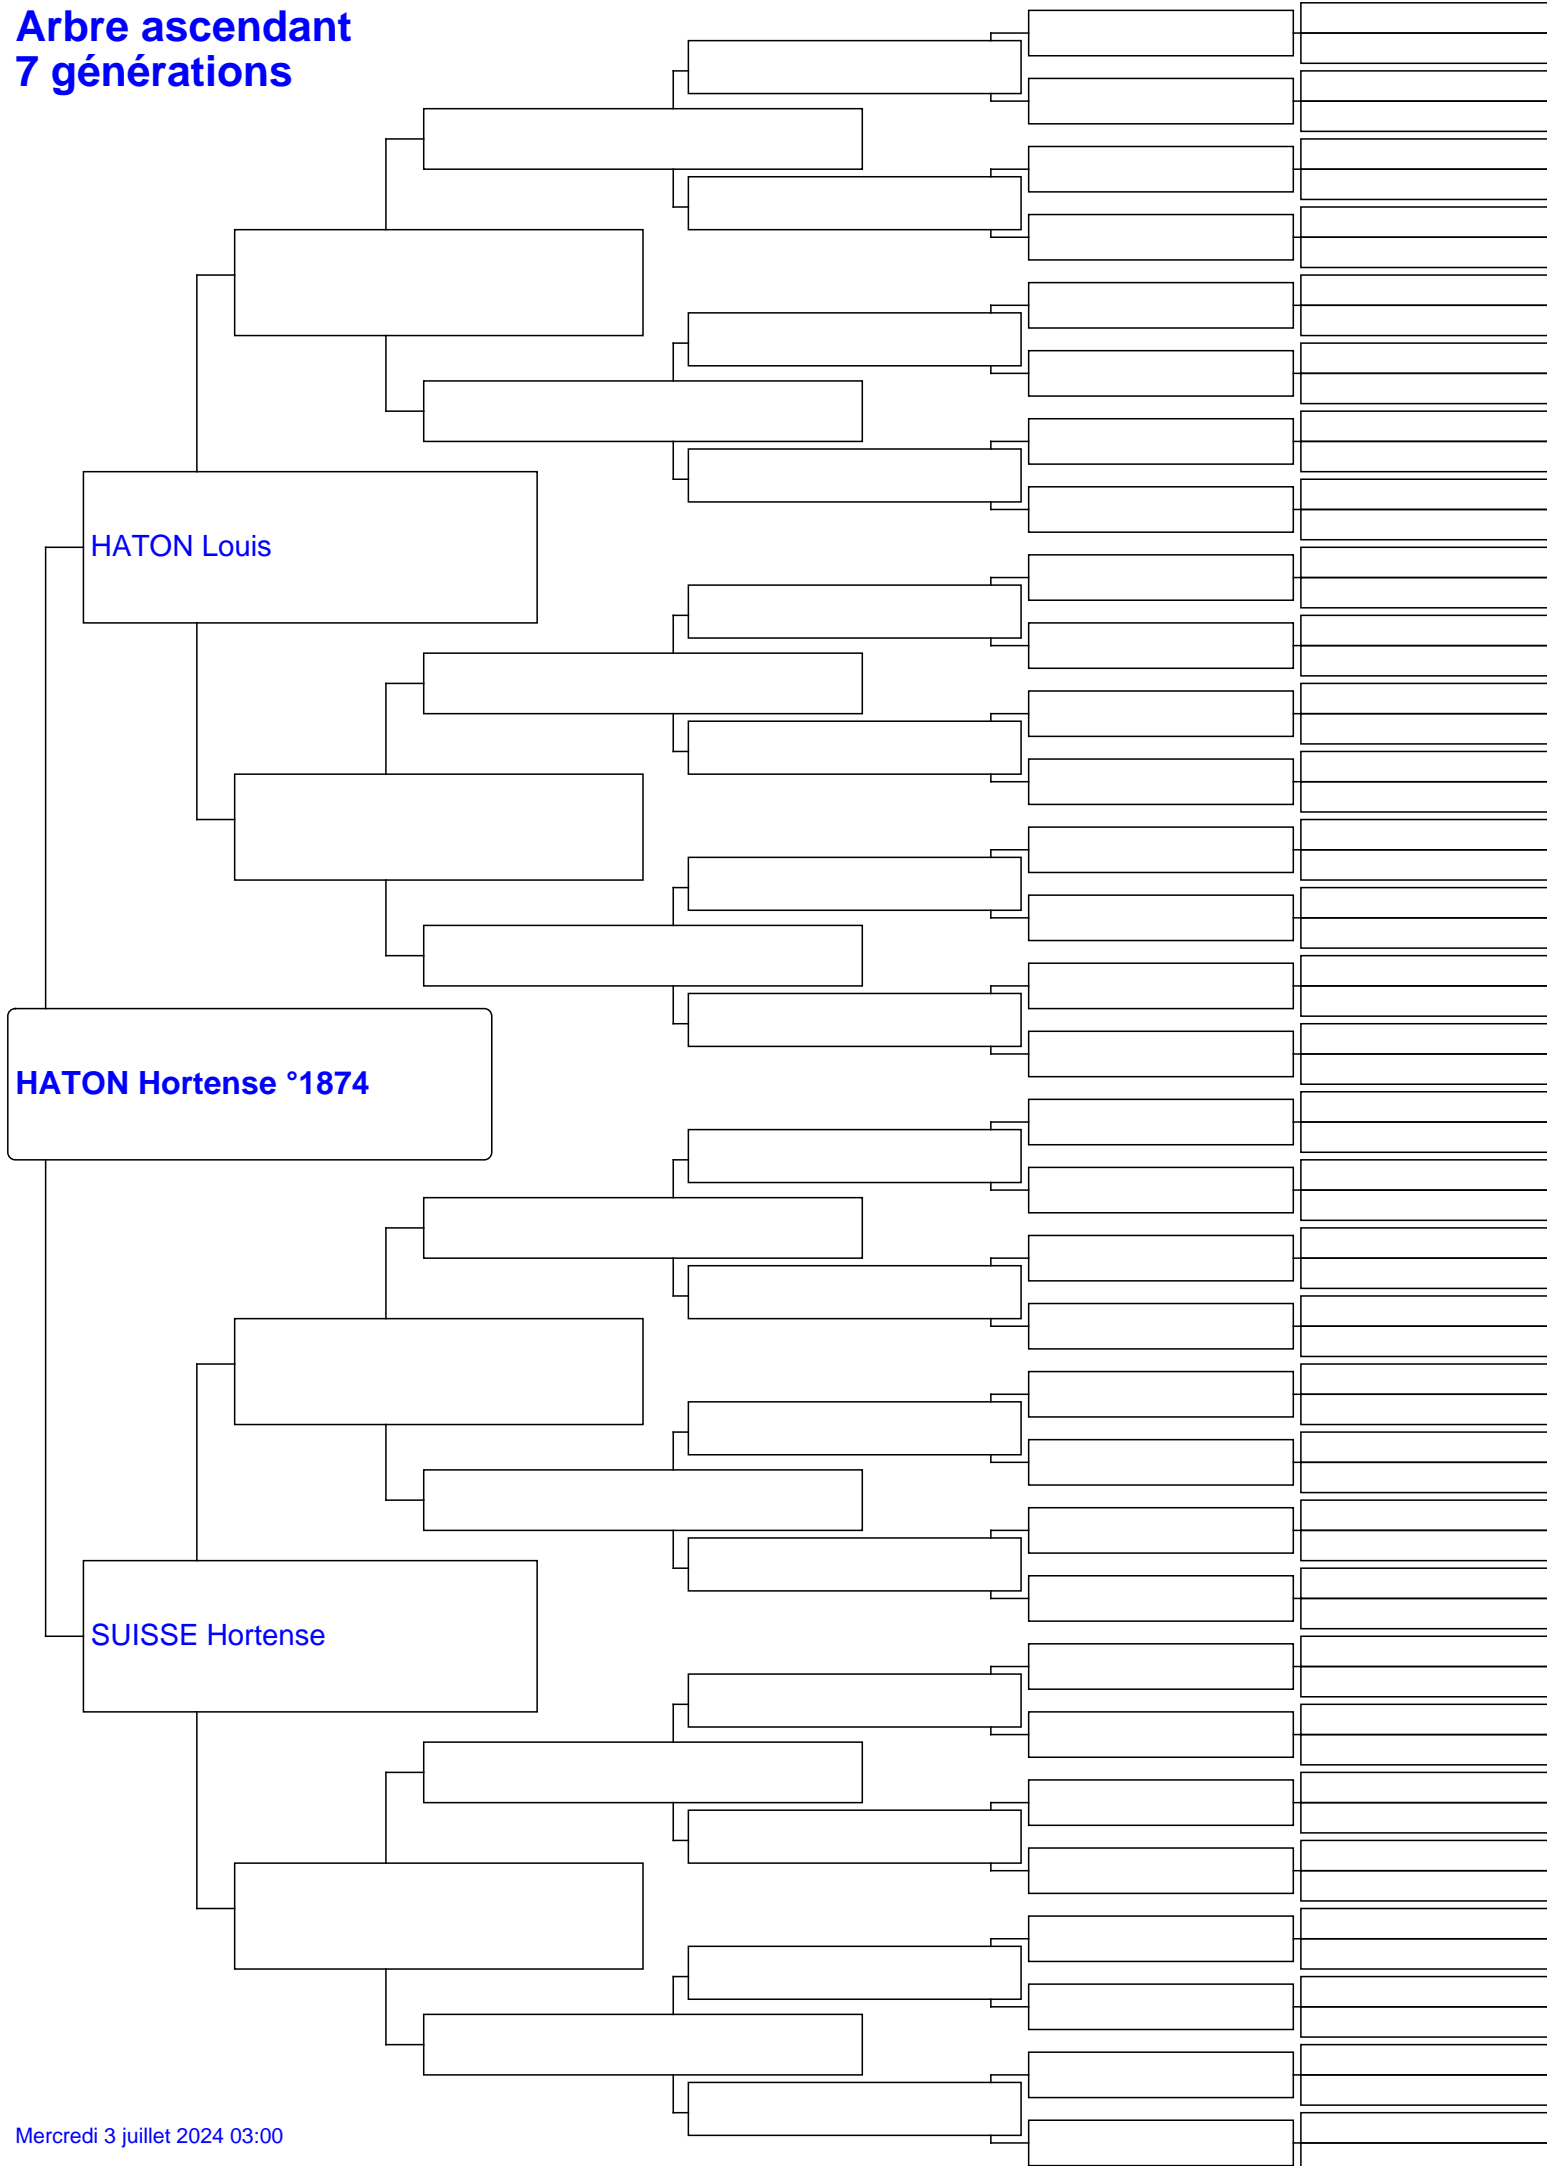 Arbre ascendant
7 générations
HATON Louis
HATON Hortense °1874
SUISSE Hortense
Mercredi 3 juillet 2024 03:00